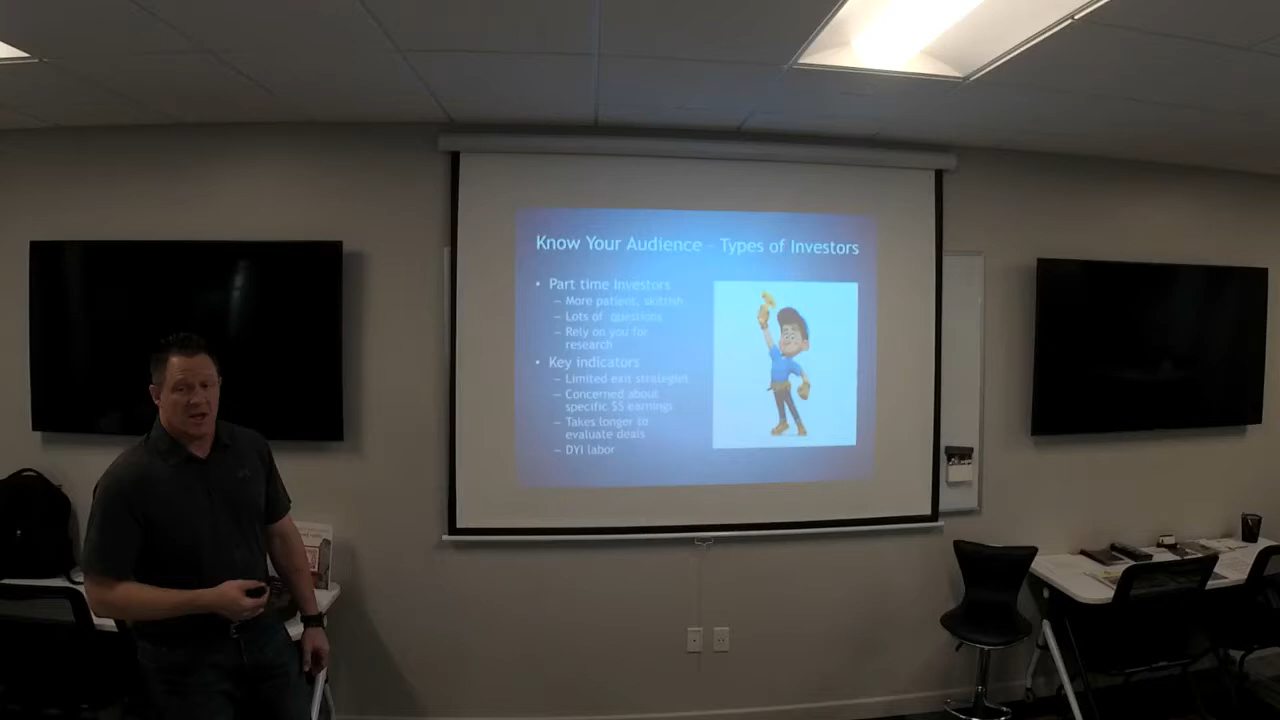 Know Your Audience – Types of Investors
• Part time Investors
– More patient, skittish
– Lots of questions
– Rely on you for
research
• Key indicators
– Limited exit strategies
– Concerned about
specific $$ earnings
– Takes longer to
evaluate deals
– DYI labor